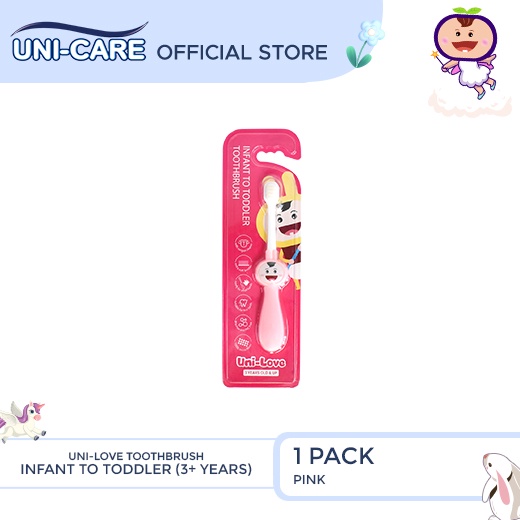 UNI-CARE OFFICIAL STORE
INFANT TO TODDLER
TOOTHBRUSH
Uni-Love
3 YEARS OLD & UP
UNI-LOVE TOOTHBRUSH
INFANT TO TODDLER (3+ YEARS)
1 PACK
PINK